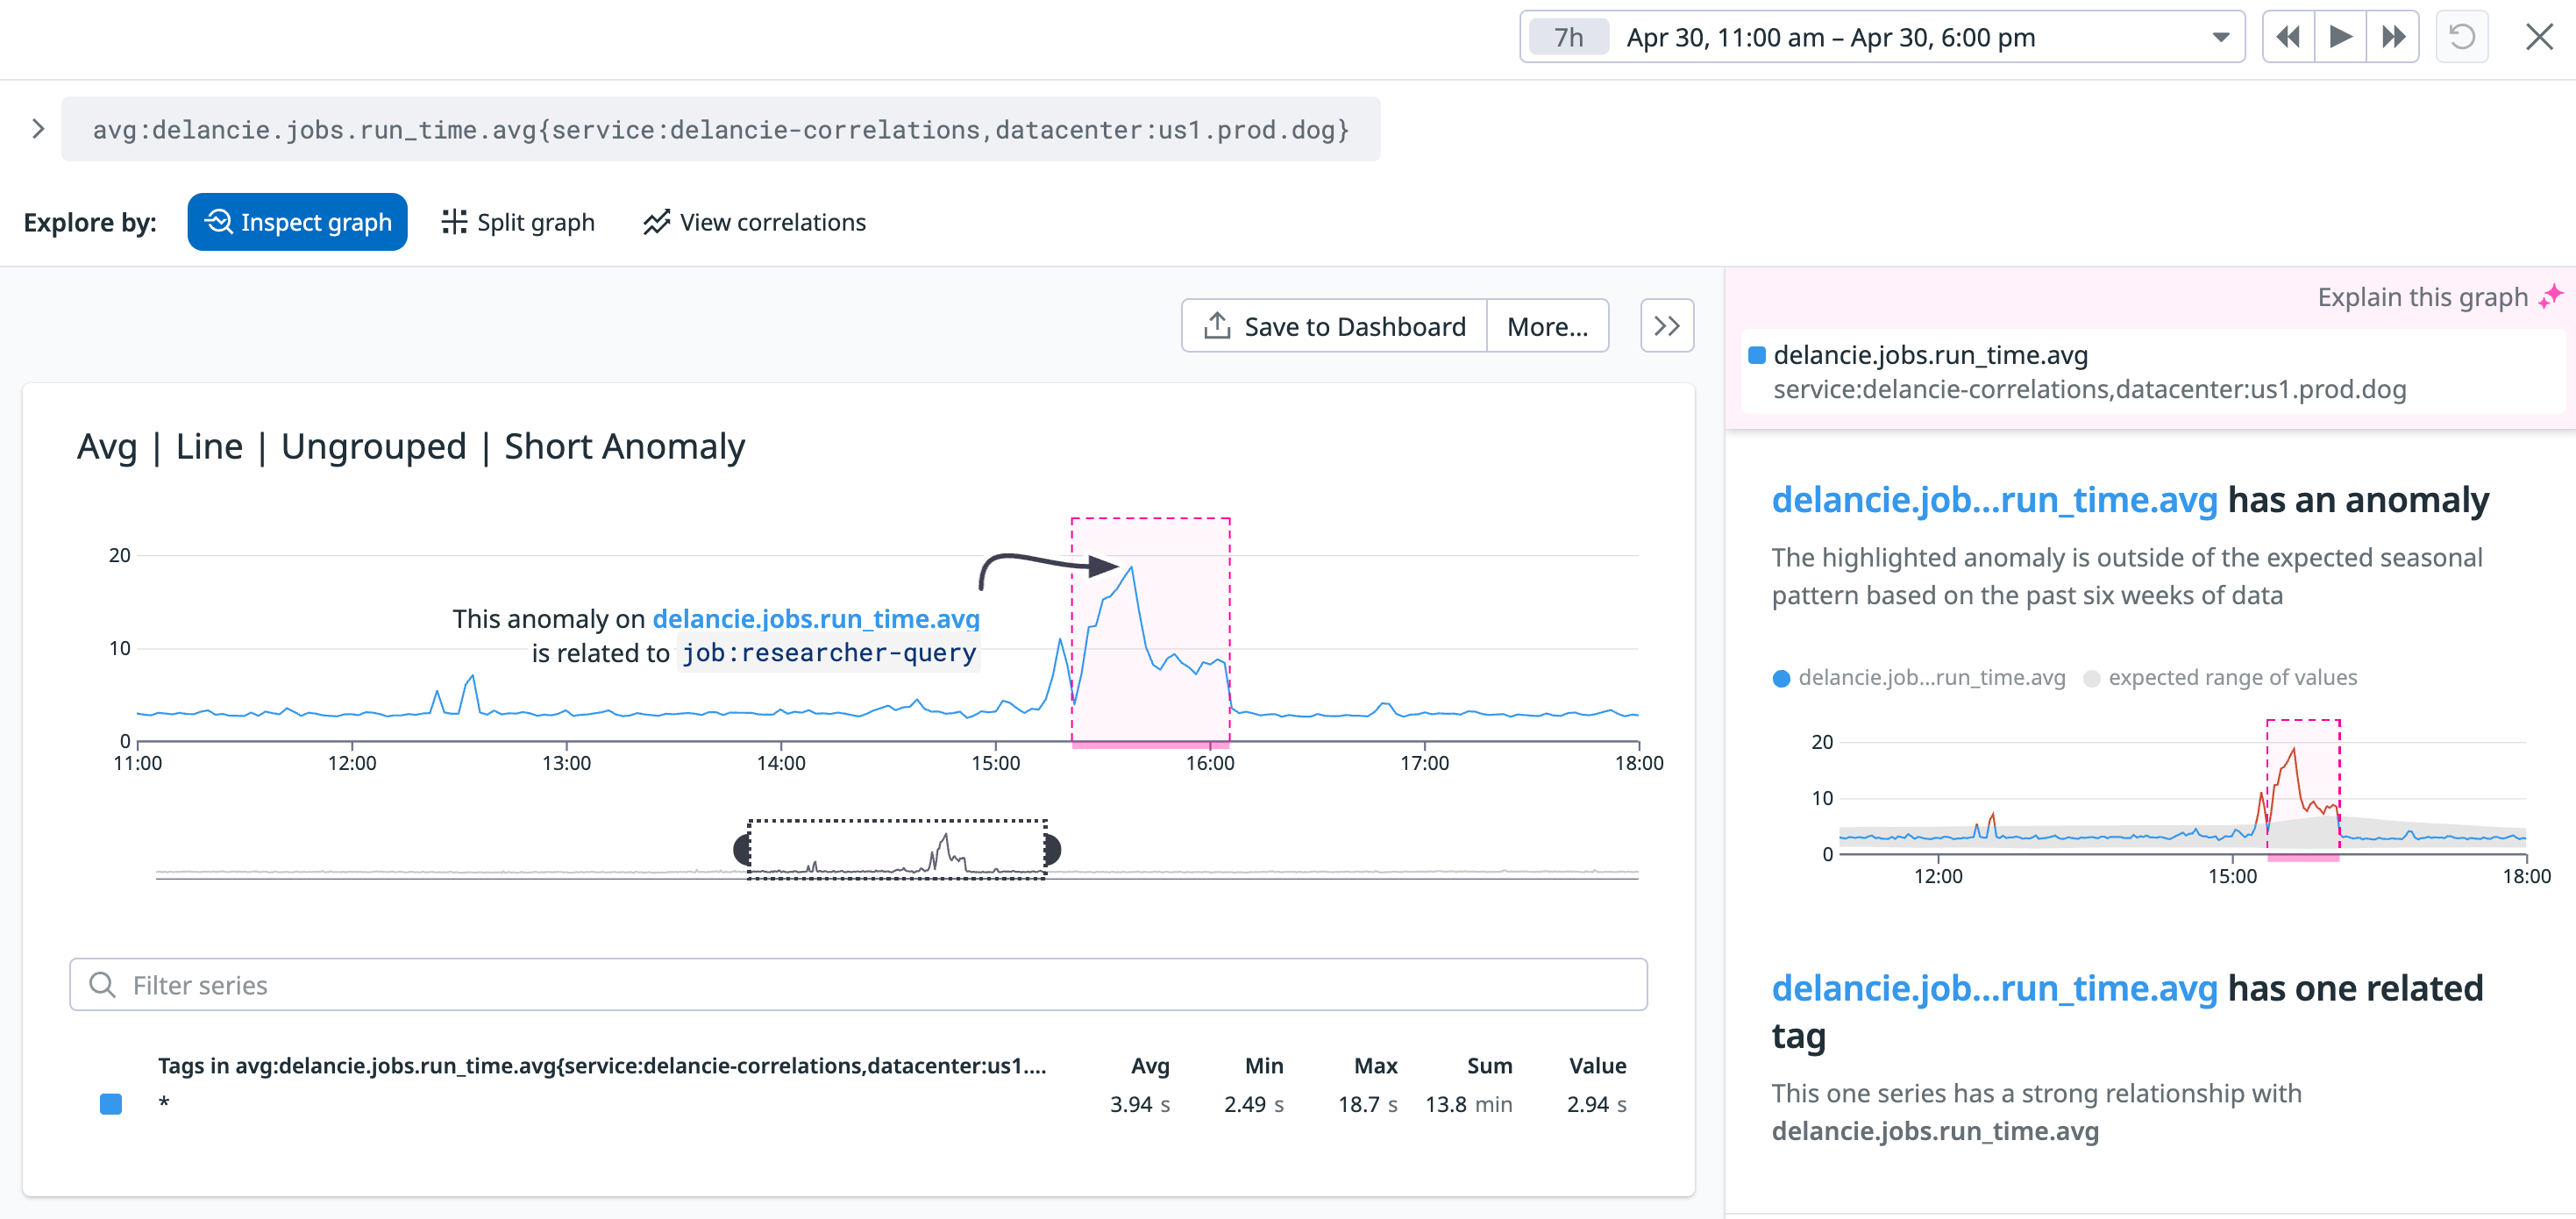 7h Apr 30, 11:00 am – Apr 30, 6:00 pm
avg:delancie.jobs.run_time.avg{service:delancie-correlations,datacenter:us1.prod.dog}
Explore by: Inspect graph Split graph View correlations
Save to Dashboard More...
Avg | Line | Ungrouped | Short Anomaly
20
10
0
This anomaly on delancie.jobs.run_time.avg
is related to job:researcher-query
11:00 12:00 13:00 14:00 15:00 16:00 17:00 18:00
Filter series
Tags in avg:delancie.jobs.run_time.avg{service:delancie-correlations,datacenter:us1.... Avg Min Max Sum Value
* 3.94 s 2.49 s 18.7 s 13.8 min 2.94 s
Explain this graph
delancie.jobs.run_time.avg
service:delancie-correlations,datacenter:us1.prod.dog
delancie.job...run_time.avg has an anomaly
The highlighted anomaly is outside of the expected seasonal
pattern based on the past six weeks of data
delancie.job...run_time.avg expected range of values
20
10
0
12:00 15:00 18:00
delancie.job...run_time.avg has one related
tag
This one series has a strong relationship with
delancie.jobs.run_time.avg